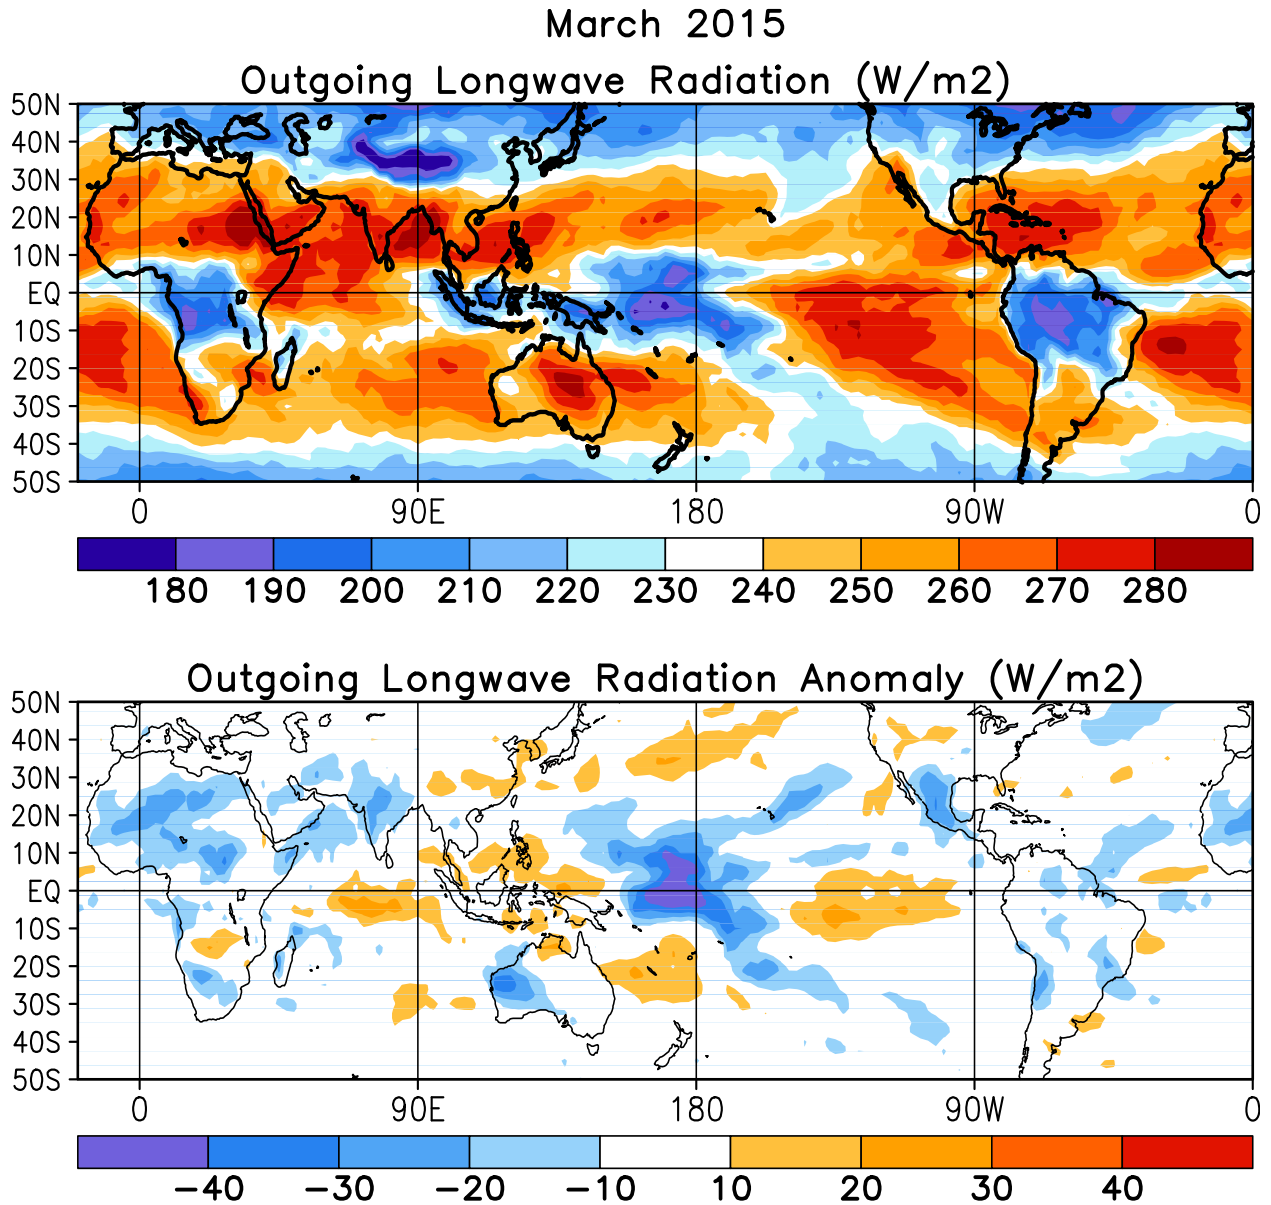 March 2015
Outgoing Longwave Radiation (W/m2)
50N
40N
30N
20N
10N
EQ
10S
20S
30S
40S
50S
0 90E 180 90W 0
180 190 200 210 220 230 240 250 260 270 280
Outgoing Longwave Radiation Anomaly (W/m2)
50N
40N
30N
20N
10N
EQ
10S
20S
30S
40S
50S
0 90E 180 90W 0
−40 −30 −20 −10 10 20 30 40